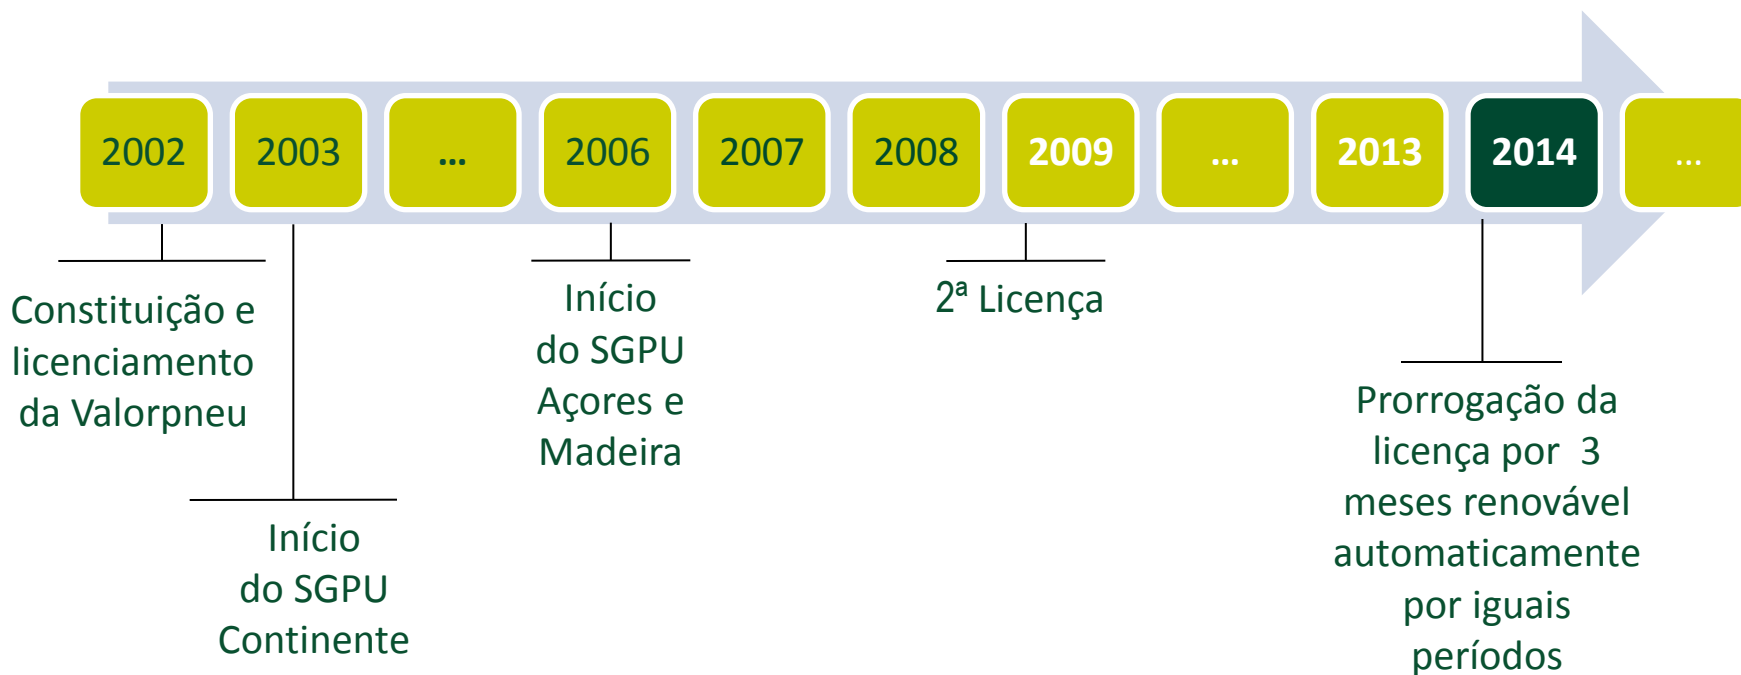 2002 2003 ... 2006 2007 2008 2009 ... 2013 2014 ...
Constituição e
licenciamento
da Valorpneu
Início
do SGPU
Continente
Início
do SGPU
Açores e
Madeira
2ª Licença
Prorrogação da
licença por 3
meses renovável
automaticamente
por iguais
períodos